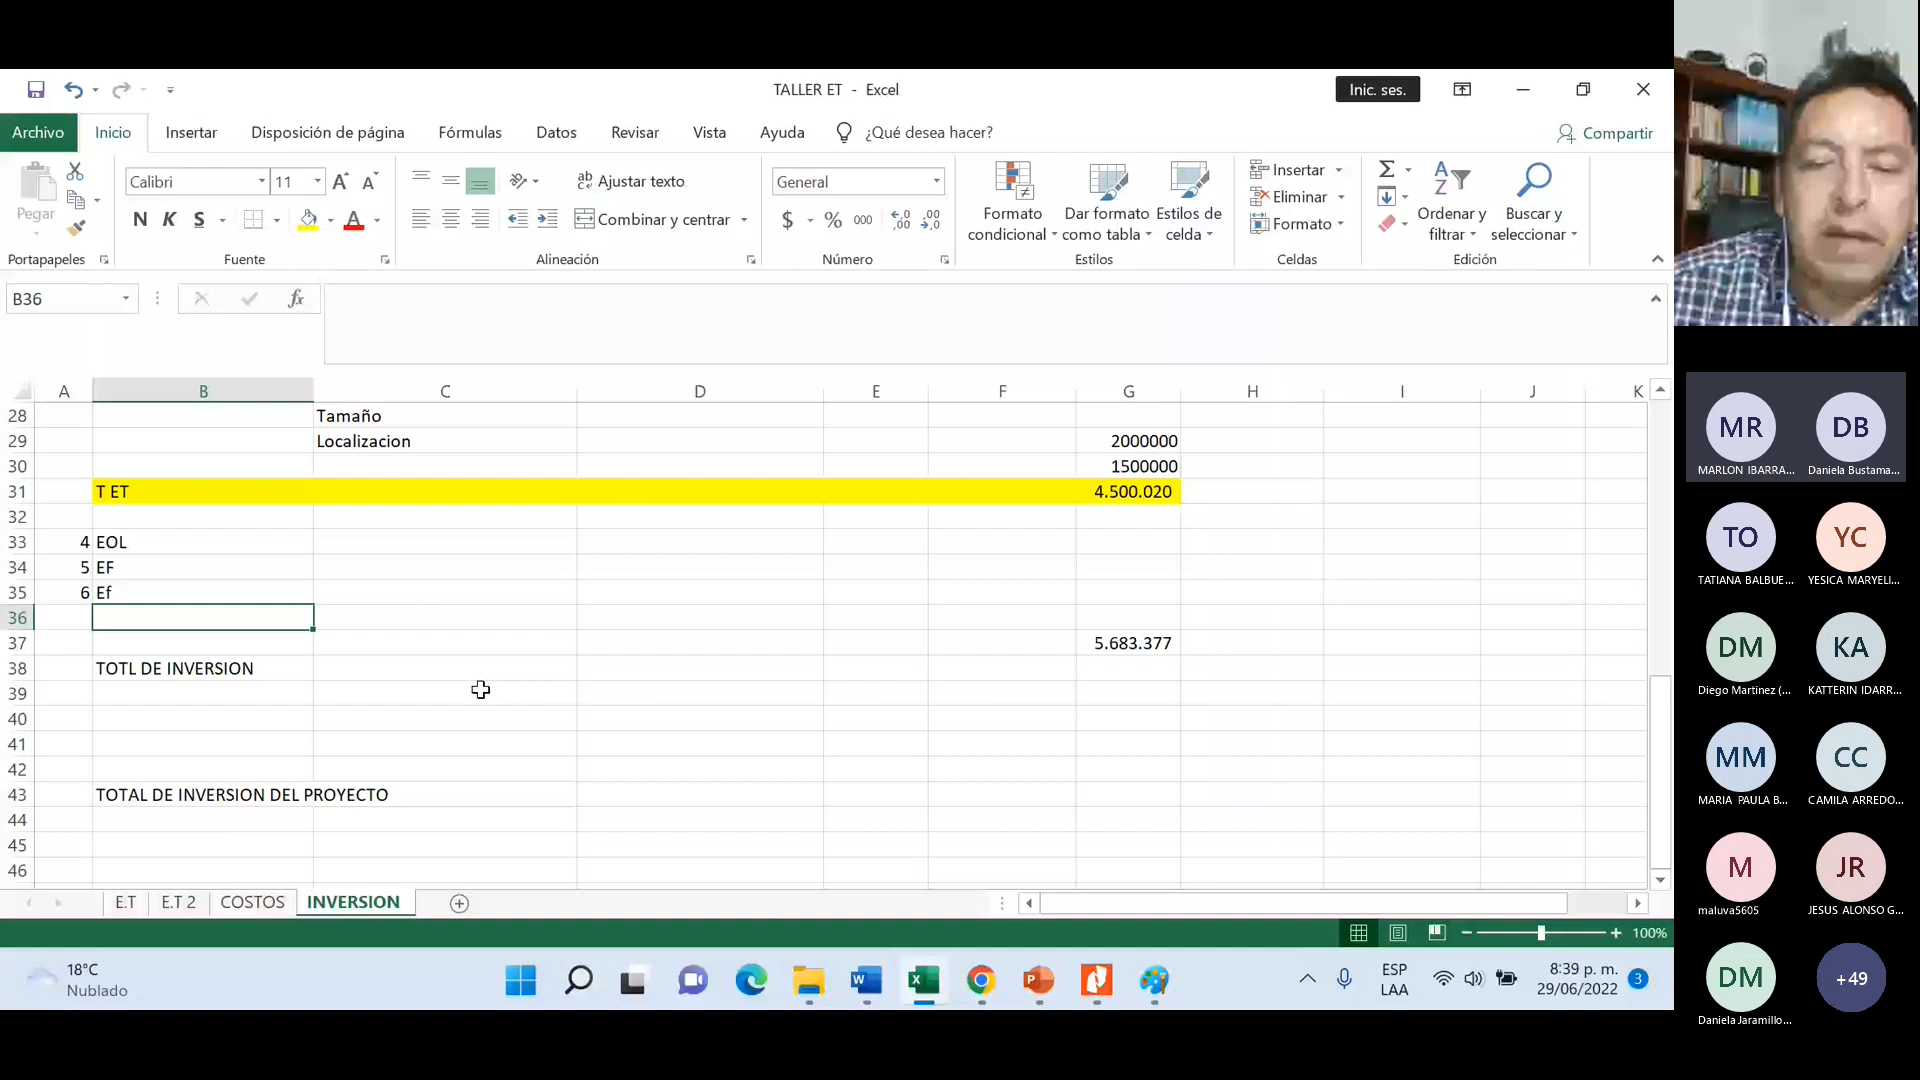 TALLER ET - Excel
Inic. ses.
Archivo Inicio Insertar Disposición de página Fórmulas Datos Revisar Vista Ayuda ¿Qué desea hacer? Compartir
Pegar
Calibri 11
N K S
Ajustar texto
Combinar y centrar
General
$ % 000
Formato condicional
Dar formato como tabla
Estilos de celda
Insertar
Eliminar
Formato
Ordenar y filtrar
Buscar y seleccionar
Portapapeles Fuente Alineación Número Estilos Celdas Edición
B36 fx
A B C D E F G H I J K
28 Tamaño
29 Localizacion 2000000
30 1500000
31 T ET 4.500.020
32
33 4 EOL
34 5 EF
35 6 Ef
36
37 5.683.377
38 TOTL DE INVERSION
39
40
41
42
43 TOTAL DE INVERSION DEL PROYECTO
44
45
46
E.T E.T 2 COSTOS INVERSION
100%
18°C
Nublado
ESP
LAA
8:39 p. m.
29/06/2022
3
MR
MARLON IBARRA...
DB
Daniela Bustama...
TO
TATIANA BALBUE...
YC
YESICA MARYELI...
DM
Diego Martinez (...
KA
KATTERIN IDARR...
MM
MARIA PAULA B...
CC
CAMILA ARREDO...
M
maluva5605
JR
JESUS ALONSO G...
DM
Daniela Jaramillo...
+49